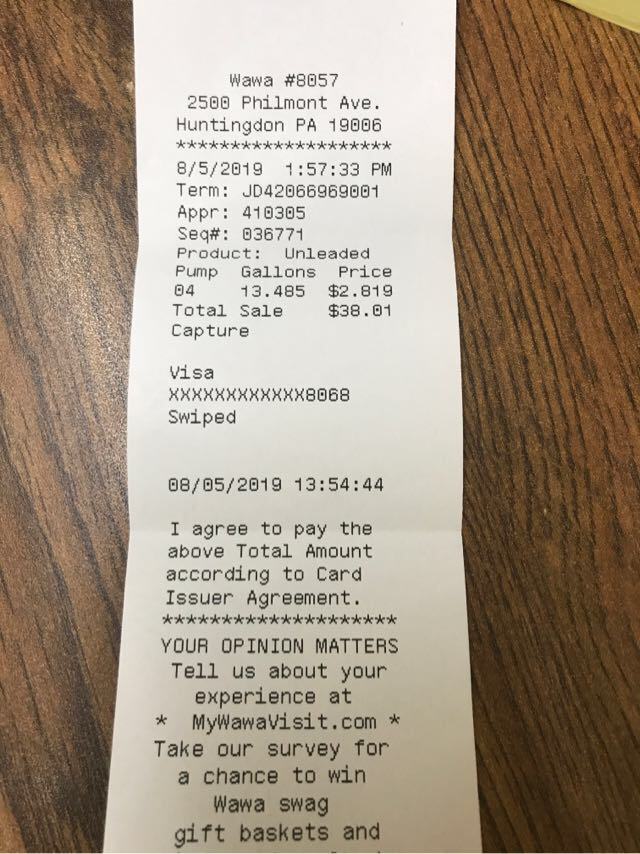 Wawa #8057
2500 Philmont Ave.
Huntingdon PA 19006
********************
8/5/2019 1:57:33 PM
Term: JD42066969001
Appr: 410305
Seq#: 036771
Product: Unleaded
Pump Gallons Price
04 13.485 $2.819
Total Sale $38.01
Capture
Visa
XXXXXXXXXXXX8068
Swiped
08/05/2019 13:54:44
I agree to pay the
above Total Amount
according to Card
Issuer Agreement.
********************
YOUR OPINION MATTERS
Tell us about your
experience at
* MyWawaVisit.com *
Take our survey for
a chance to win
Wawa swag
gift baskets and